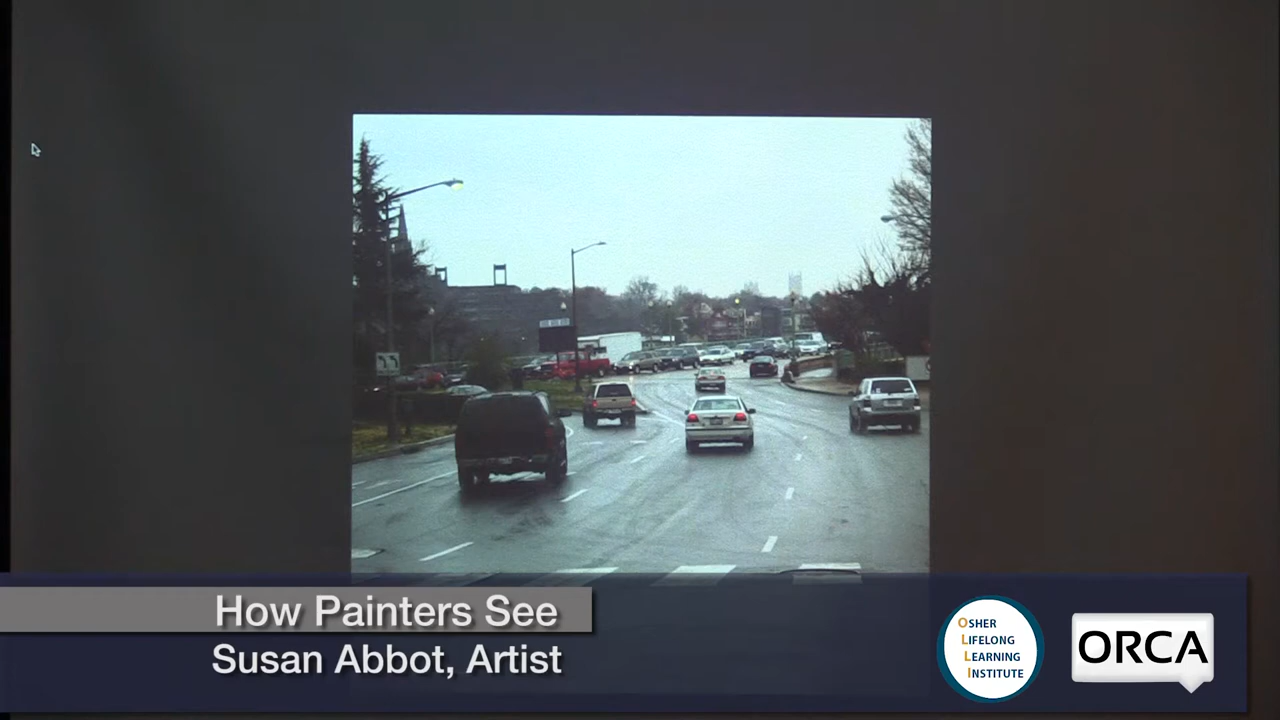 How Painters See
Susan Abbot, Artist
OSHER
LIFELONG
LEARNING
INSTITUTE
ORCA